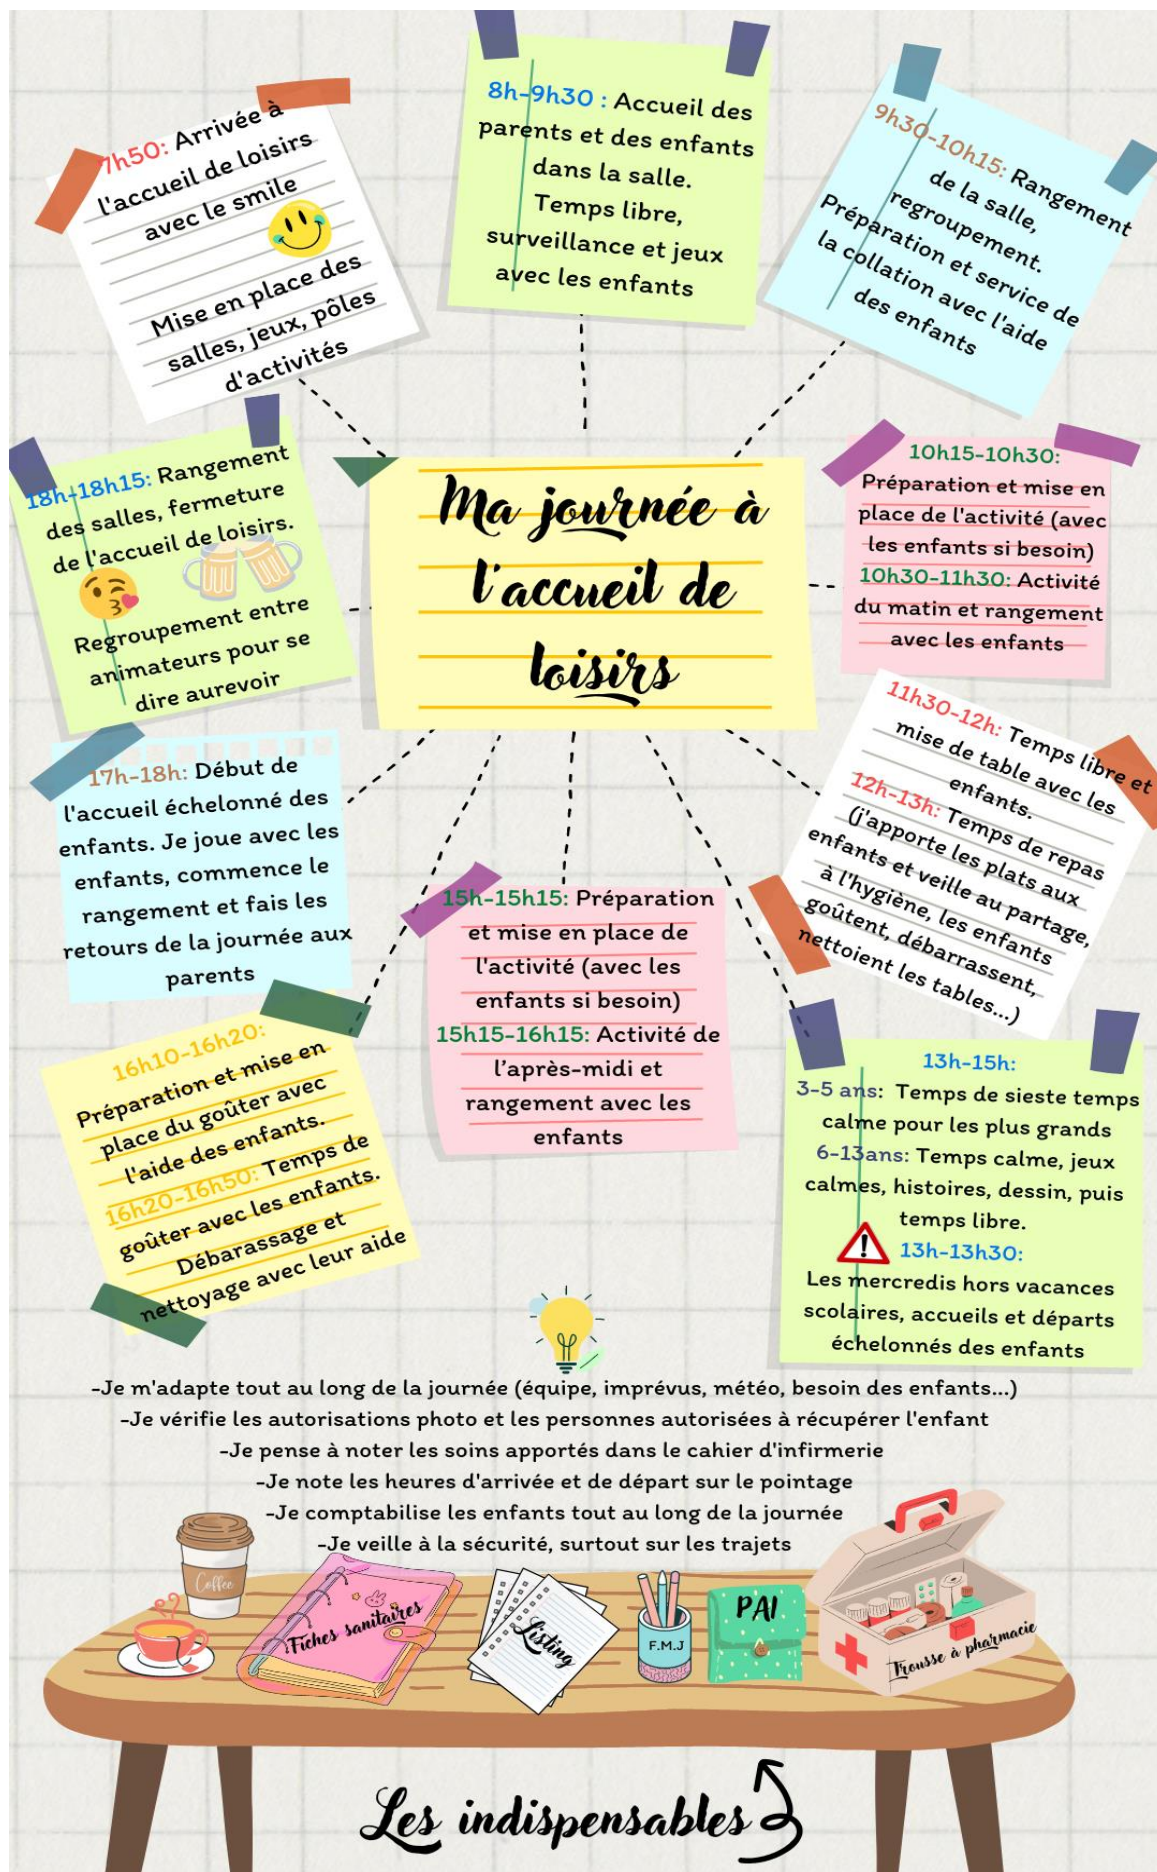 7h50: Arrivée à
l'accueil de loisirs
avec le smile
Mise en place des
salles, jeux, pôles
d'activités
8h-9h30 : Accueil des
parents et des enfants
dans la salle.
Temps libre,
surveillance et jeux
avec les enfants
9h30-10h15: Rangement
de la salle,
regroupement.
Préparation et service de
la collation avec l'aide
des enfants
Ma journée à
l'accueil de
loisirs
10h15-10h30:
Préparation et mise en
place de l'activité (avec
les enfants si besoin)
10h30-11h30: Activité
du matin et rangement
avec les enfants
11h30-12h: Temps libre et
mise de table avec les
enfants.
12h-13h: Temps de repas
(j'apporte les plats aux
enfants et veille au partage,
à l'hygiène, les enfants
goûtent, débarrassent,
nettoient les tables...)
13h-15h:
3-5 ans: Temps de sieste temps
calme pour les plus grands
6-13ans: Temps calme, jeux
calmes, histoires, dessin, puis
temps libre.
13h-13h30:
Les mercredis hors vacances
scolaires, accueils et départs
échelonnés des enfants
15h-15h15: Préparation
et mise en place de
l'activité (avec les
enfants si besoin)
15h15-16h15: Activité de
l'après-midi et
rangement avec les
enfants
16h10-16h20:
Préparation et mise en
place du goûter avec
l'aide des enfants.
16h20-16h50: Temps de
goûter avec les enfants.
Débarassage et
nettoyage avec leur aide
17h-18h: Début de
l'accueil échelonné des
enfants. Je joue avec les
enfants, commence le
rangement et fais les
retours de la journée aux
parents
18h-18h15: Rangement
des salles, fermeture
de l'accueil de loisirs.
Regroupement entre
animateurs pour se
dire aurevoir
-Je m'adapte tout au long de la journée (équipe, imprévus, météo, besoin des enfants...)
-Je vérifie les autorisations photo et les personnes autorisées à récupérer l'enfant
-Je pense à noter les soins apportés dans le cahier d'infirmerie
-Je note les heures d'arrivée et de départ sur le pointage
-Je comptabilise les enfants tout au long de la journée
-Je veille à la sécurité, surtout sur les trajets
Coffee
Fiches sanitaires
Listing
F.M.J
PAI
Trousse à pharmacie
Les indispensables